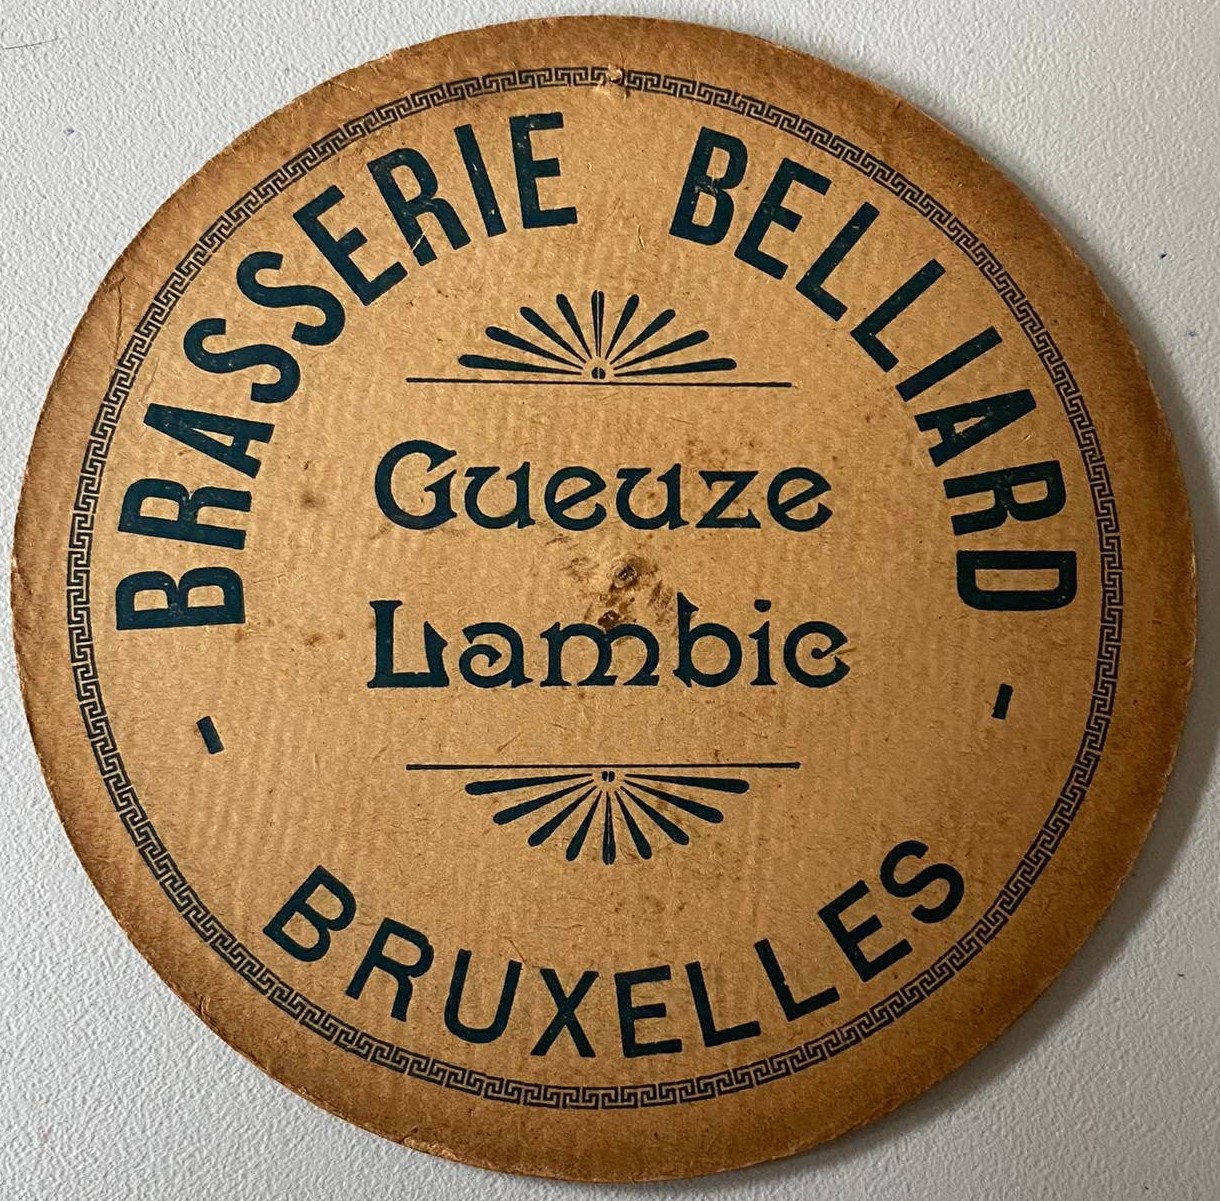 BRASSERIE BELLIARD
Gueuze
Lambic
- BRUXELLES -